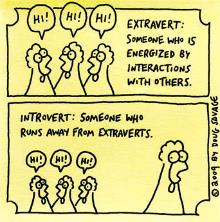 HI! HI! HI!
EXTRAVERT:
SOMEONE WHO IS
ENERGIZED BY
INTERACTIONS
WITH OTHERS.
INTROVERT: SOMEONE WHO
RUNS AWAY FROM EXTRAVERTS.
HI! HI! HI!
© 2009 BY DOUG SAVAGE